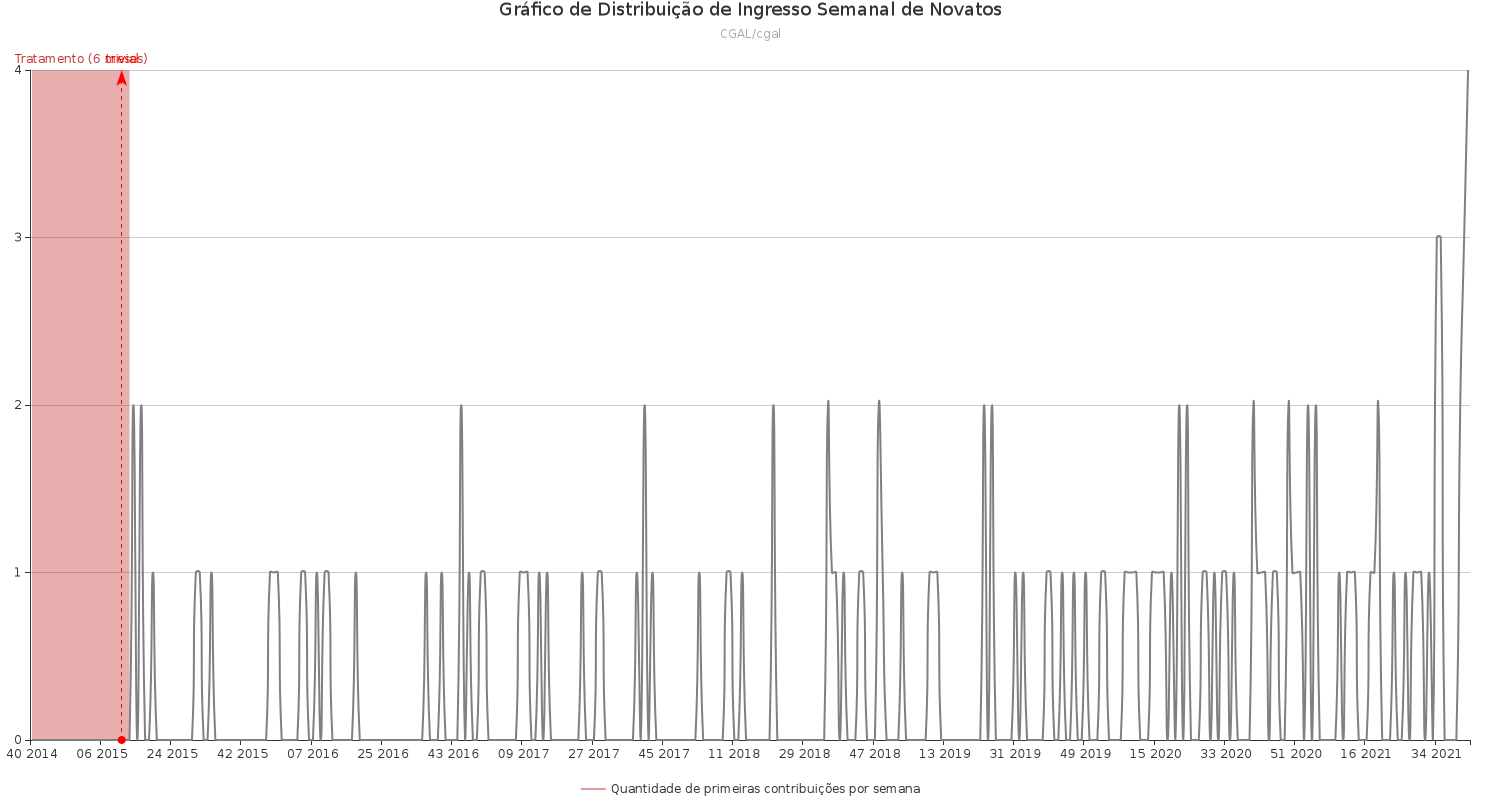 Gráfico de Distribuição de Ingresso Semanal de Novatos
CGAL/cgal
Tratamento (6 meses)
4
3
2
1
0
40 2014 06 2015 24 2015 42 2015 07 2016 25 2016 43 2016 09 2017 27 2017 45 2017 11 2018 29 2018 47 2018 13 2019 31 2019 49 2019 15 2020 33 2020 51 2020 16 2021 34 2021
Quantidade de primeiras contribuições por semana